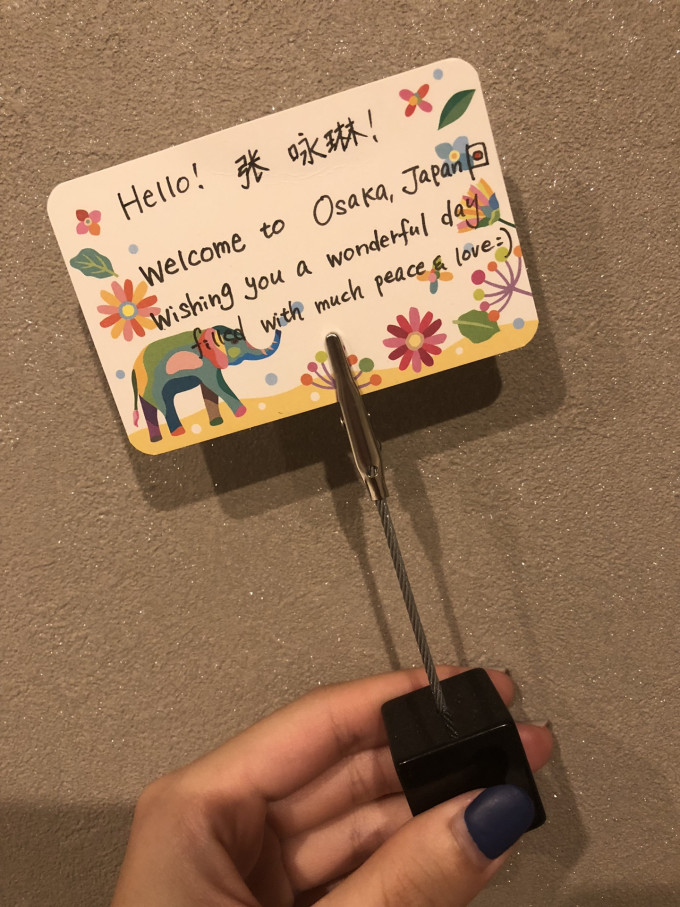 Hello! 张 咏琳!
Welcome to Osaka, Japan
Wishing you a wonderful day
filled with much peace & love=)